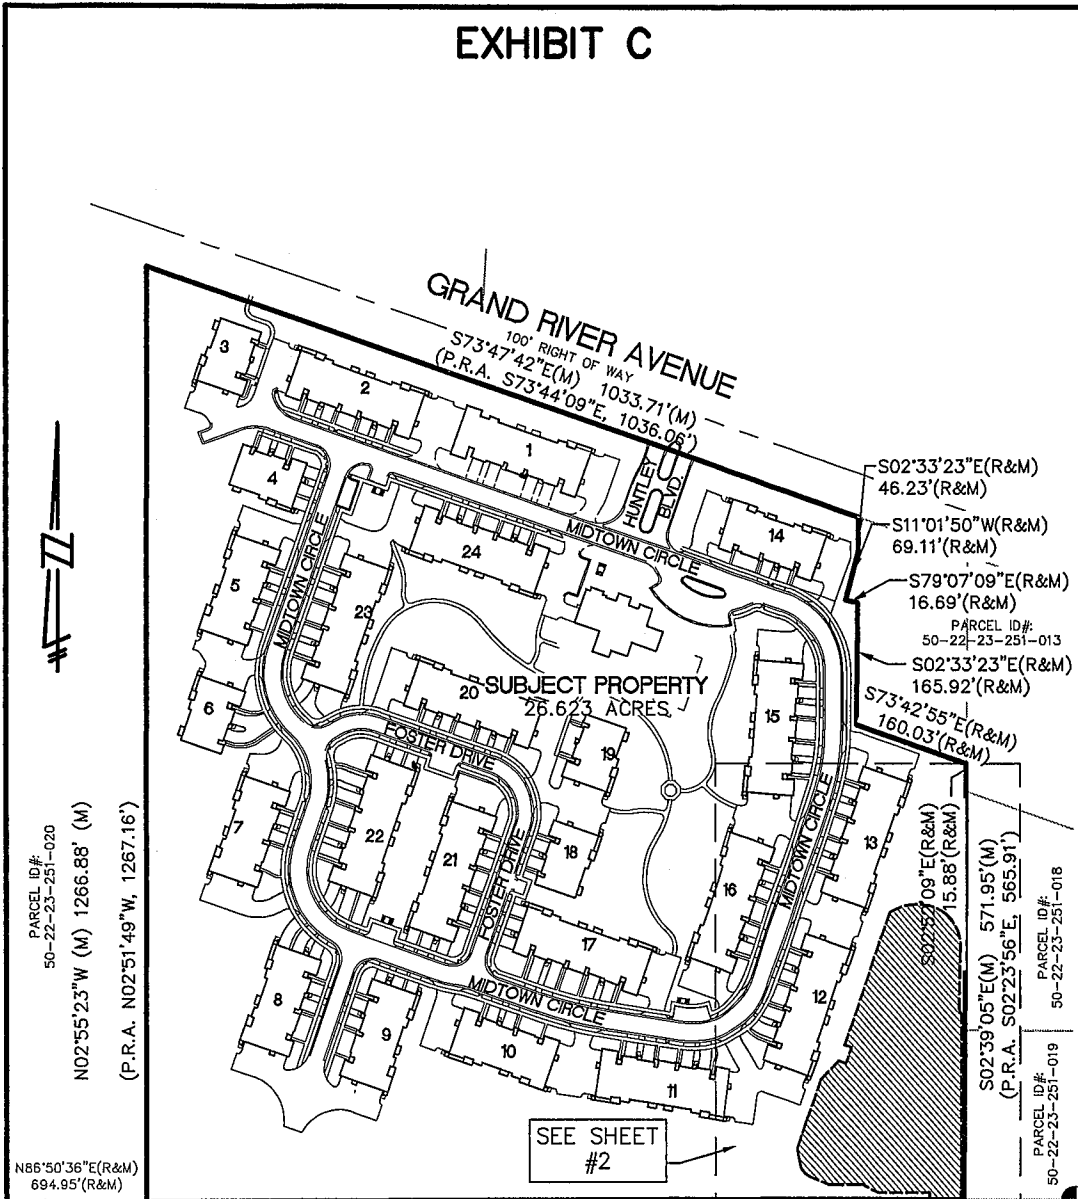 EXHIBIT C
GRAND RIVER AVENUE
100' RIGHT OF WAY
S73°47'42"E(M) 1033.71'(M)
(P.R.A. S73°44'09"E, 1036.06')
S02°33'23"E(R&M)
46.23'(R&M)
S11°01'50"W(R&M)
69.11'(R&M)
S79°07'09"E(R&M)
16.69'(R&M)
PARCEL ID#:
50-22-23-251-013
S02°33'23"E(R&M)
165.92'(R&M)
S73°42'55"E(R&M)
160.03'(R&M)
3
2
1
HUNTLEY
BLVD.
14
4
MIDTOWN CIRCLE
24
5
MIDTOWN CIRCLE
23
20
SUBJECT PROPERTY
26.623 ACRES
15
6
FOSTER DRIVE
19
7
22
21
18
FOSTER DRIVE
16
MIDTOWN CIRCLE
13
17
8
9
MIDTOWN CIRCLE
10
11
12
15.88'(R&M)
S02°39'05"E(M) 571.95'(M)
(P.R.A. S02°23'56"E, 565.91')
PARCEL ID#:
50-22-23-251-018
PARCEL ID#:
50-22-23-251-019
PARCEL ID#:
50-22-23-251-020
N02°55'23"W (M) 1266.88' (M)
(P.R.A. N02°51'49"W, 1267.16')
SEE SHEET
#2
N86°50'36"E(R&M)
694.95'(R&M)